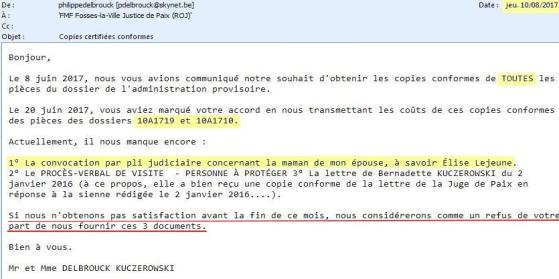 De : philippedelbrouck [pdelbrouck@skynet.be] Date : jeu. 10/08/2017
À : 'FMF Fosses-la-Ville Justice de Paix (ROJ)'
Cc :
Objet : Copies certifiées conformes
Bonjour,
Le 8 juin 2017, nous vous avions communiqué notre souhait d'obtenir les copies conformes de TOUTES les
pièces du dossier de l'administration provisoire.
Le 20 juin 2017, vous aviez marqué votre accord en nous transmettant les coûts de ces copies conformes
des pièces des dossiers 10A1719 et 10A1710.
Actuellement, il nous manque encore :
1° La convocation par pli judiciaire concernant la maman de mon épouse, à savoir Élise Lejeune.
2° Le PROCÈS-VERBAL DE VISITE - PERSONNE À PROTÉGER 3° La lettre de Bernadette KUCZEROWSKI du 2
janvier 2016 (à ce propos, elle a bien reçu une copie conforme de la lettre de la Juge de Paix en
réponse à la sienne rédigée le 2 janvier 2016....).
Si nous n'obtenons pas satisfaction avant la fin de ce mois, nous considérerons comme un refus de votre
part de nous fournir ces 3 documents.
Bien à vous.
Mr et Mme DELBROUCK KUCZEROWSKI